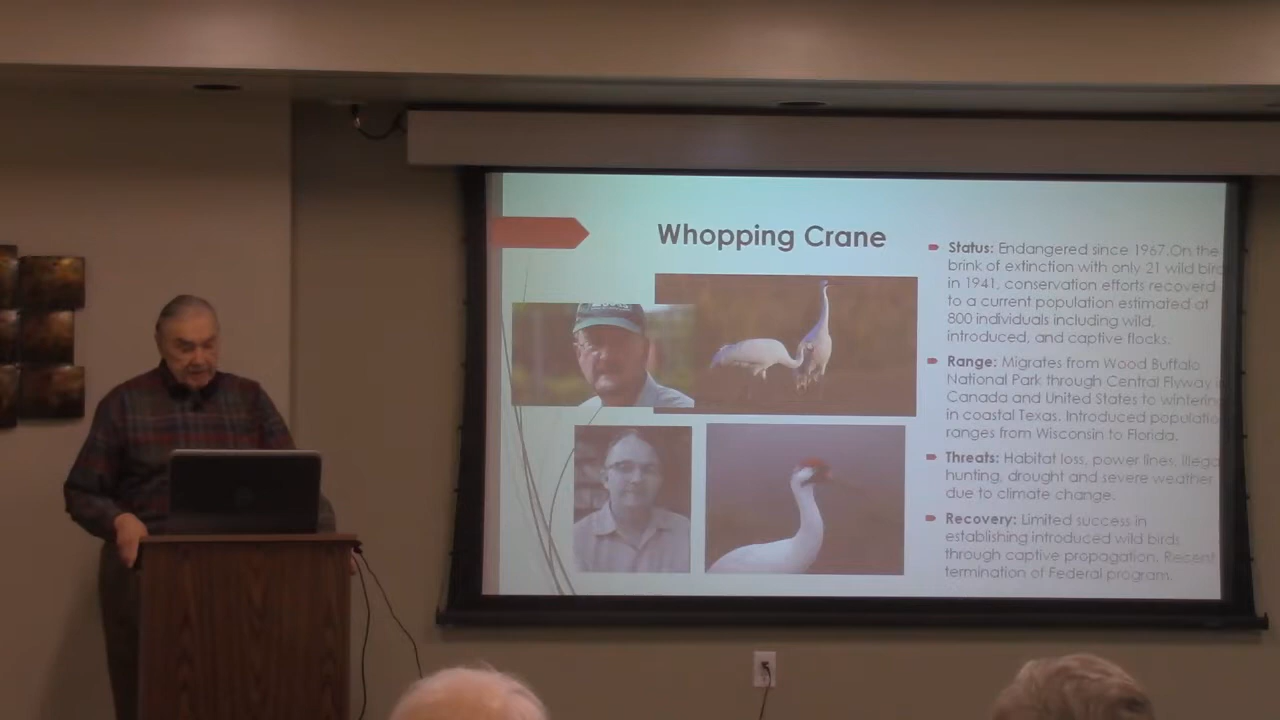 Whopping Crane
Status: Endangered since 1967.On the
brink of extinction with only 21 wild bird
in 1941, conservation efforts recoverd
to a current population estimated at
800 individuals including wild,
introduced, and captive flocks.
Range: Migrates from Wood Buffalo
National Park through Central Flyway in
Canada and United States to wintering
in coastal Texas. Introduced populatio
ranges from Wisconsin to Florida.
Threats: Habitat loss, power lines, illega
hunting, drought and severe weather
due to climate change.
Recovery: Limited success in
establishing introduced wild birds
through captive propagation. Recent
termination of Federal program.